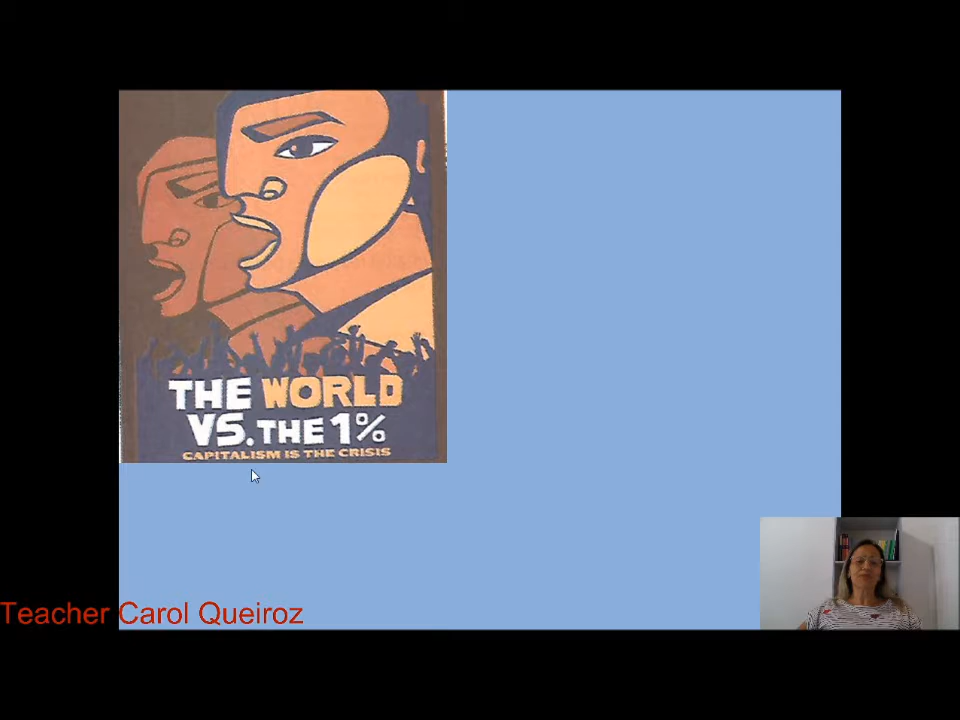 THE WORLD
VS. THE 1%
CAPITALISM IS THE CRISIS
Teacher Carol Queiroz